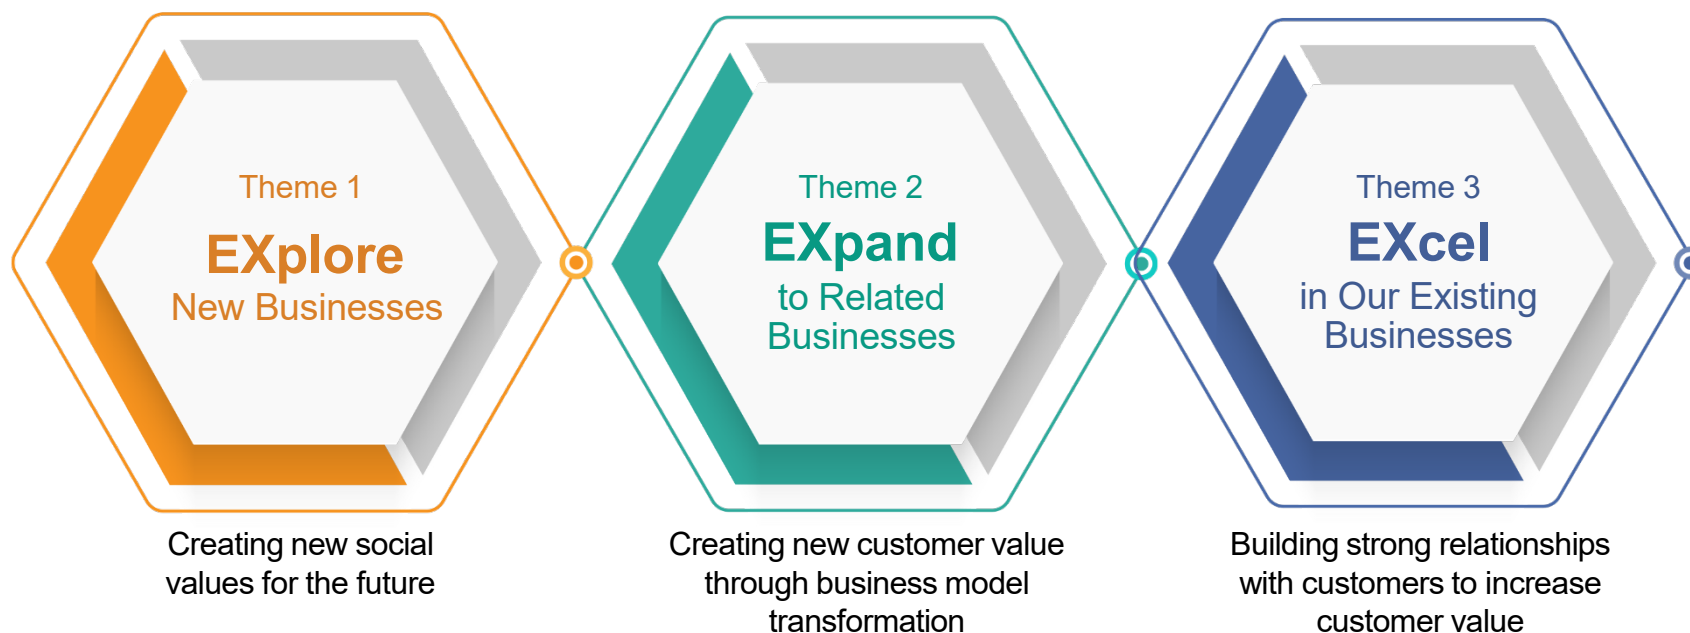 Theme 1
EXplore
New Businesses
Creating new social
values for the future
Theme 2
EXpand
to Related
Businesses
Creating new customer value
through business model
transformation
Theme 3
EXcel
in Our Existing
Businesses
Building strong relationships
with customers to increase
customer value